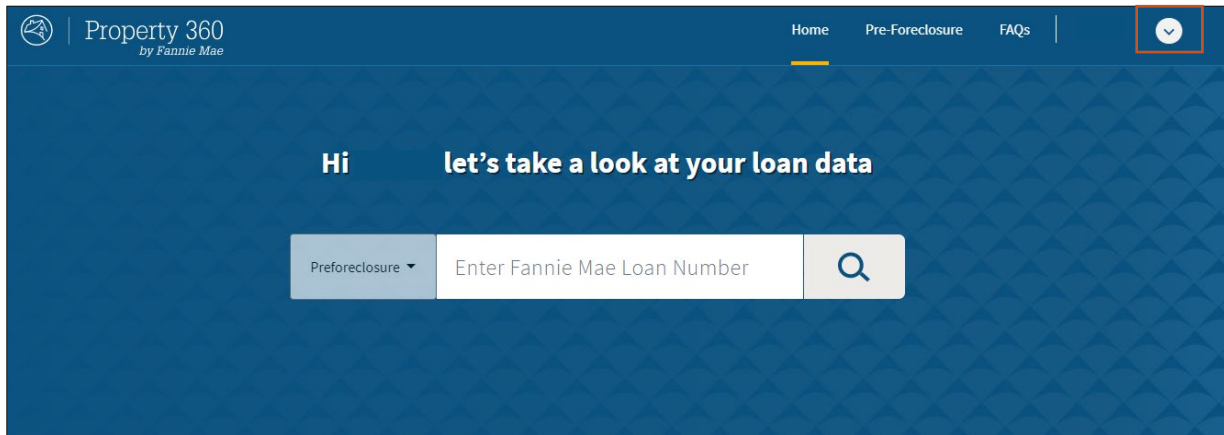 Property 360
by Fannie Mae
Home Pre-Foreclosure FAQs
Hi let’s take a look at your loan data
Preforeclosure Enter Fannie Mae Loan Number